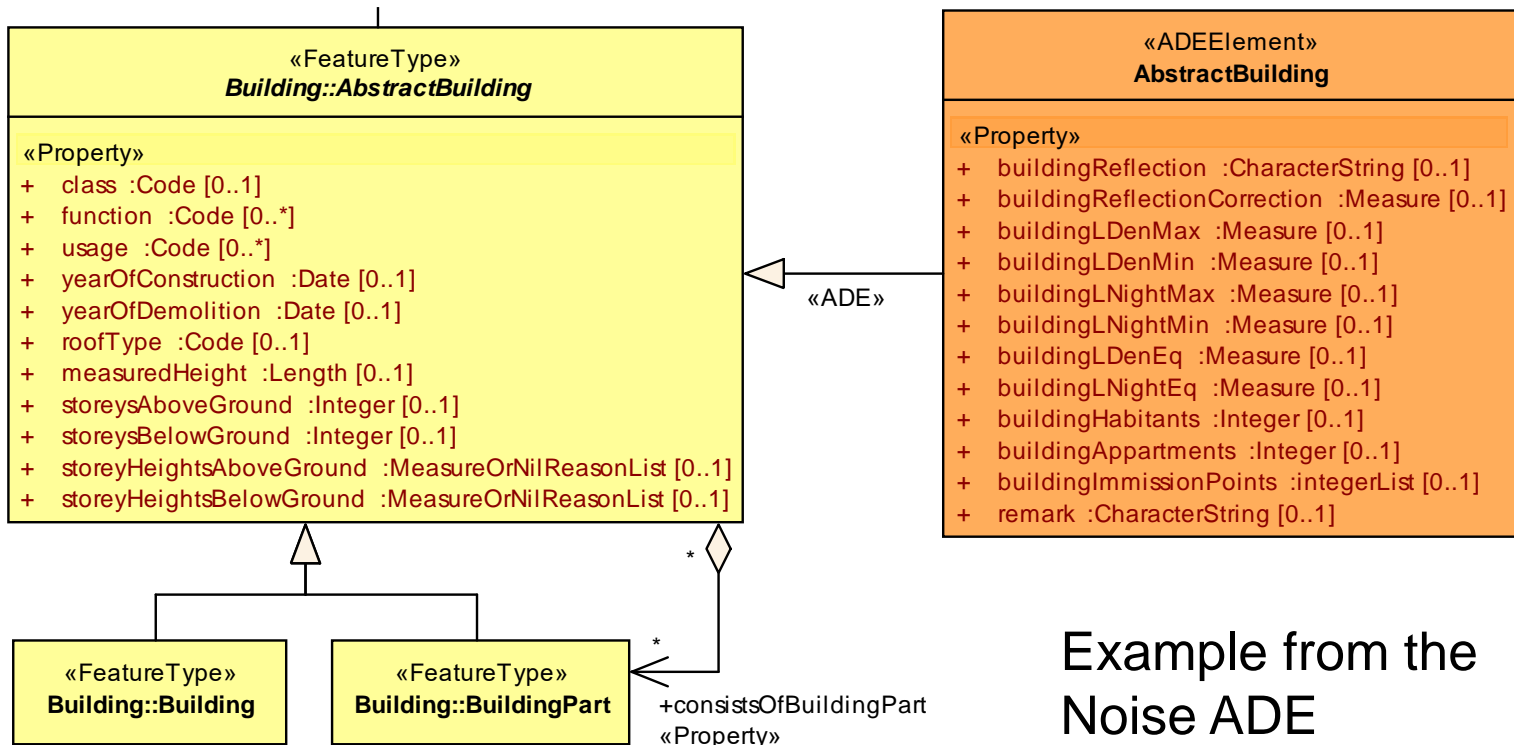 «FeatureType»
Building::AbstractBuilding
«Property»
+ class :Code [0..1]
+ function :Code [0..*]
+ usage :Code [0..*]
+ yearOfConstruction :Date [0..1]
+ yearOfDemolition :Date [0..1]
+ roofType :Code [0..1]
+ measuredHeight :Length [0..1]
+ storeysAboveGround :Integer [0..1]
+ storeysBelowGround :Integer [0..1]
+ storeyHeightsAboveGround :MeasureOrNilReasonList [0..1]
+ storeyHeightsBelowGround :MeasureOrNilReasonList [0..1]
«ADE»
«ADEElement»
AbstractBuilding
«Property»
+ buildingReflection :CharacterString [0..1]
+ buildingReflectionCorrection :Measure [0..1]
+ buildingLDenMax :Measure [0..1]
+ buildingLDenMin :Measure [0..1]
+ buildingLNightMax :Measure [0..1]
+ buildingLNightMin :Measure [0..1]
+ buildingLDenEq :Measure [0..1]
+ buildingLNightEq :Measure [0..1]
+ buildingHabitants :Integer [0..1]
+ buildingAppartments :Integer [0..1]
+ buildingImmissionPoints :integerList [0..1]
+ remark :CharacterString [0..1]
*
*
«FeatureType»
Building::Building
«FeatureType»
Building::BuildingPart
+consistsOfBuildingPart
«Property»
Example from the
Noise ADE